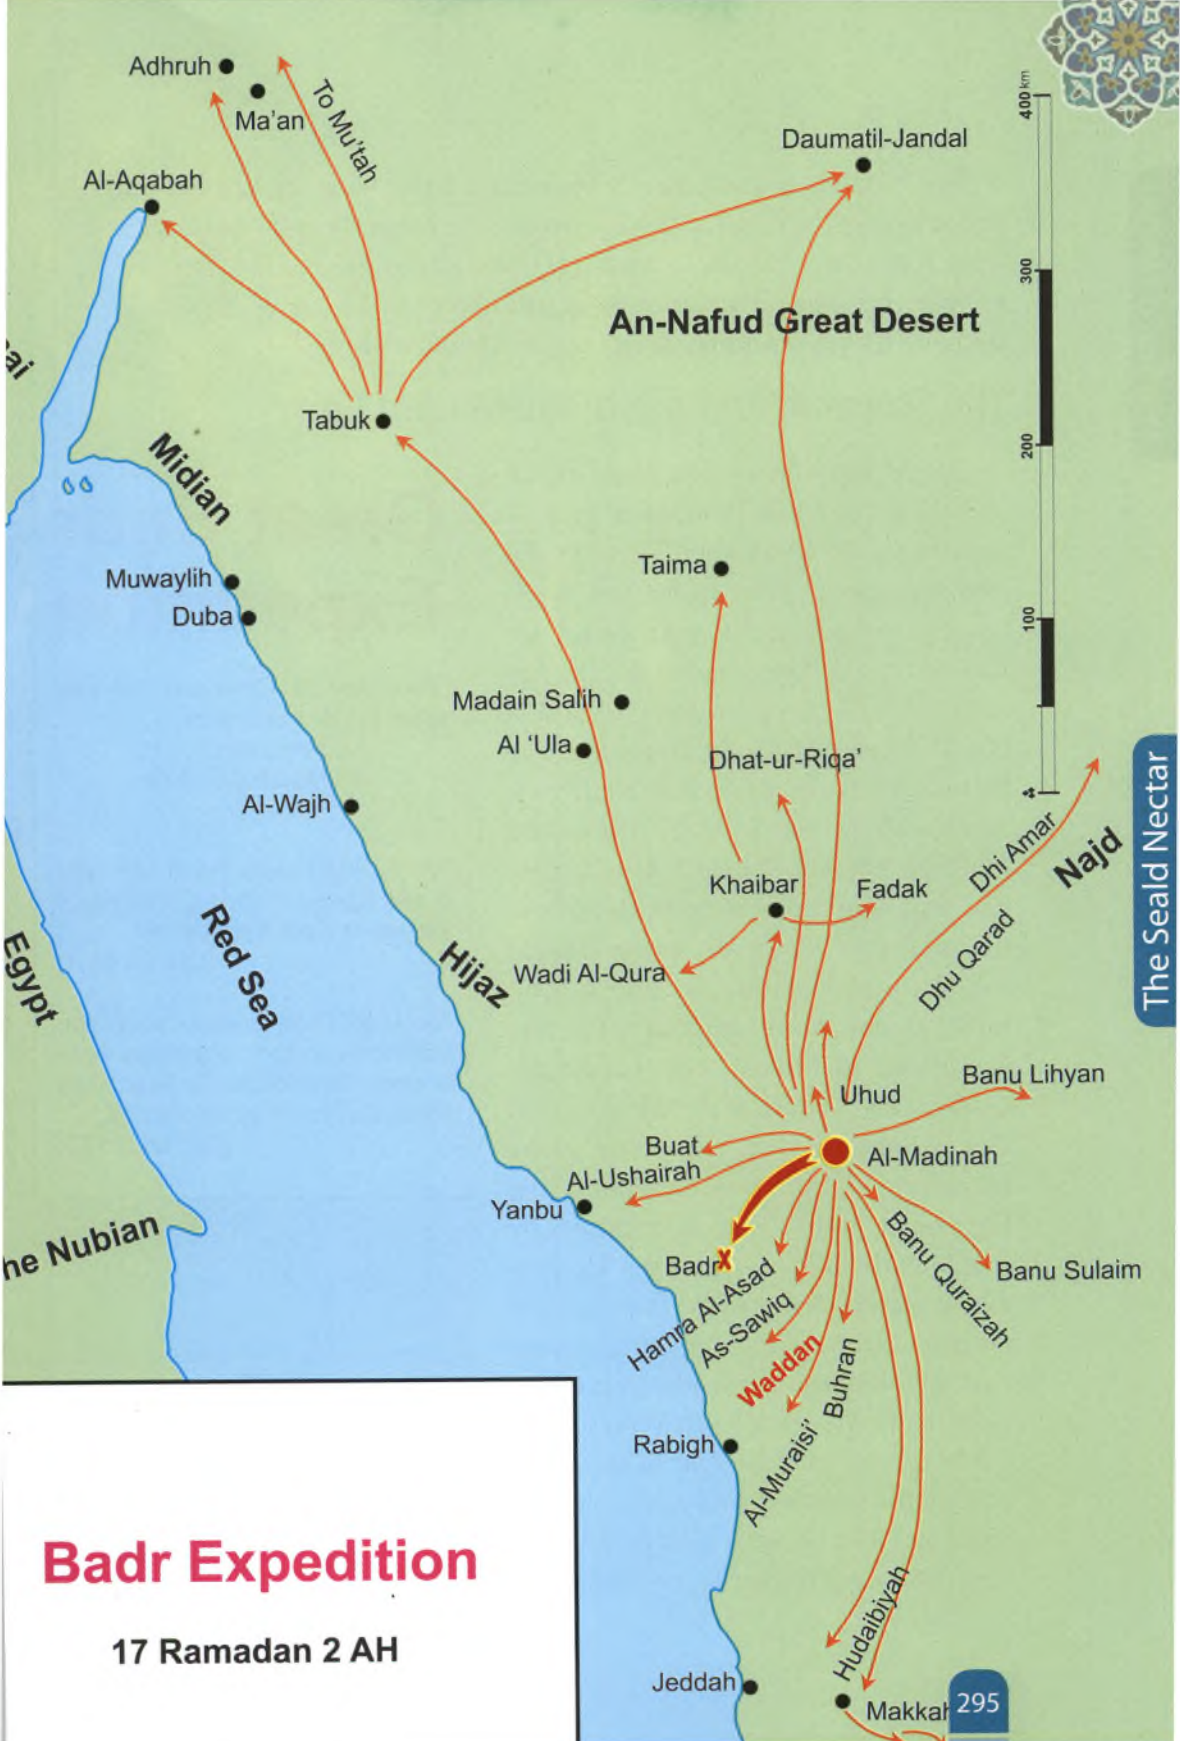 Adhruh
Ma'an
To Mu'tah
Al-Aqabah
Daumatil-Jandal
400 km
300
200
100
An-Nafud Great Desert
Tabuk
Midian
Muwaylih
Duba
Taima
Madain Salih
Al 'Ula
Dhat-ur-Riqa'
Al-Wajh
Khaibar
Fadak
Dhi Amar
Najd
The Seald Nectar
Dhu Qarad
Red Sea
Hijaz
Wadi Al-Qura
Egypt
Uhud
Banu Lihyan
Buat
Al-Madinah
Al-Ushairah
Yanbu
he Nubian
Badr
X
Hamra Al-Asad
As-Sawiq
Waddan
Buhran
Al-Muraisi'
Banu Quraizah
Banu Sulaim
Rabigh
Badr Expedition
17 Ramadan 2 AH
Hudaibiyah
Jeddah
Makkah
295